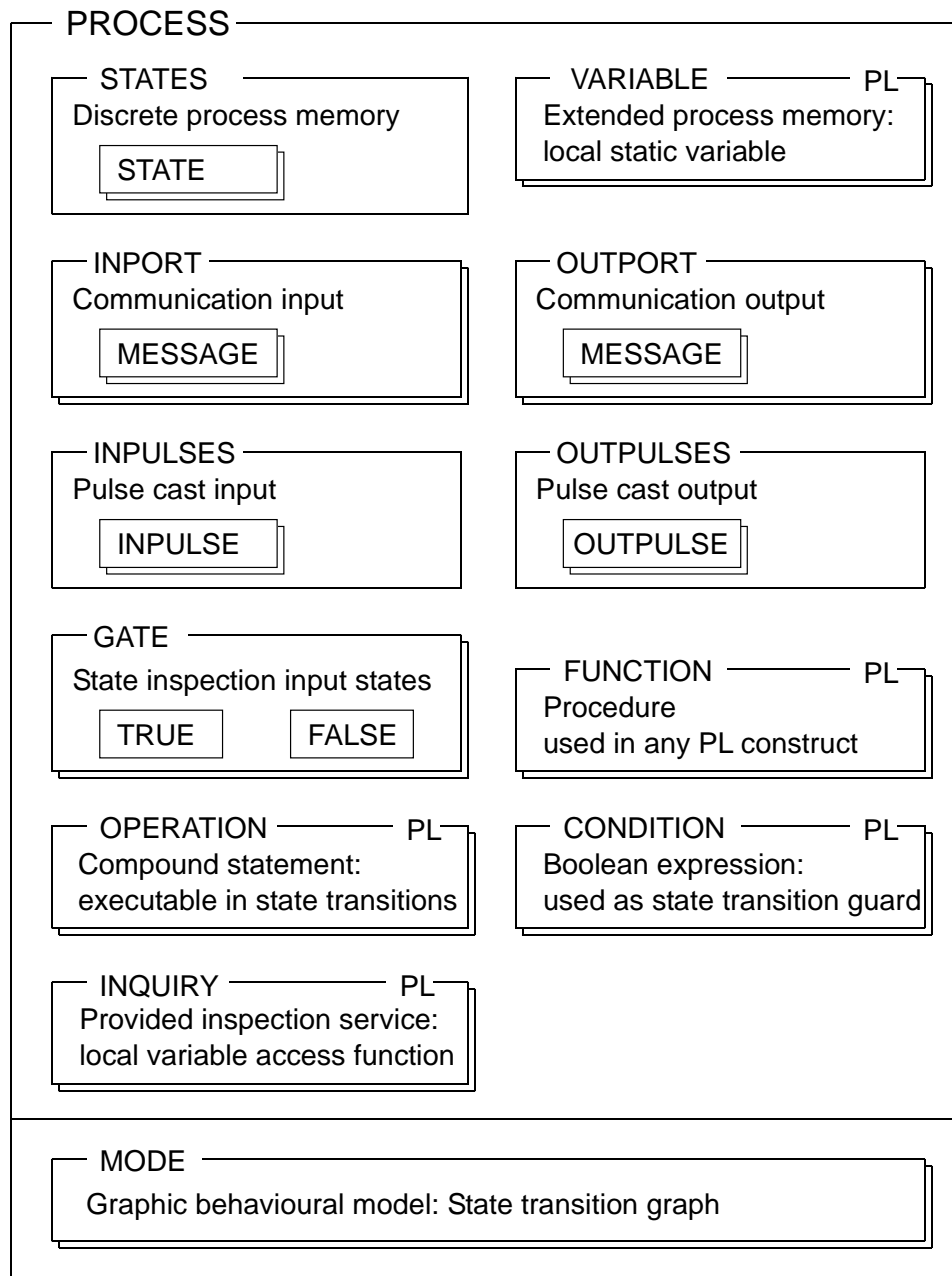 PROCESS
STATES
Discrete process memory
STATE
VARIABLE PL
Extended process memory:
local static variable
INPORT
Communication input
MESSAGE
OUTPORT
Communication output
MESSAGE
INPULSES
Pulse cast input
INPULSE
OUTPULSES
Pulse cast output
OUTPULSE
GATE
State inspection input states
TRUE FALSE
FUNCTION PL
Procedure
used in any PL construct
OPERATION PL
Compound statement:
executable in state transitions
CONDITION PL
Boolean expression:
used as state transition guard
INQUIRY PL
Provided inspection service:
local variable access function
MODE
Graphic behavioural model: State transition graph